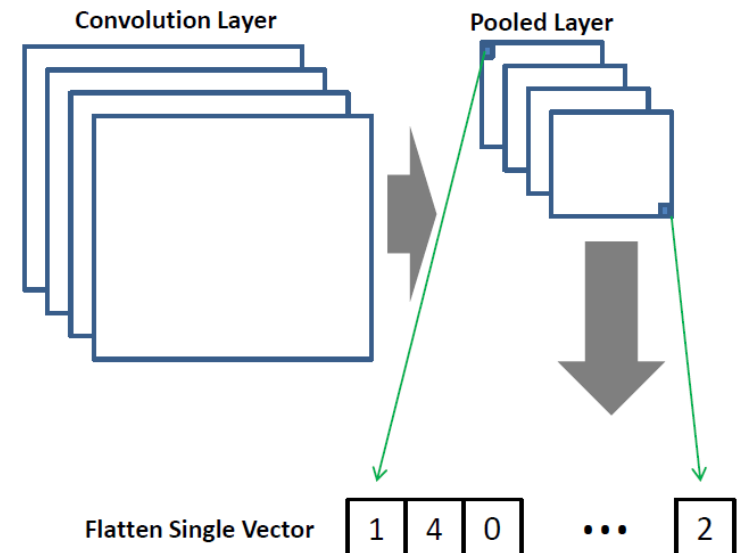 Convolution Layer
Pooled Layer
Flatten Single Vector 1 4 0 ••• 2